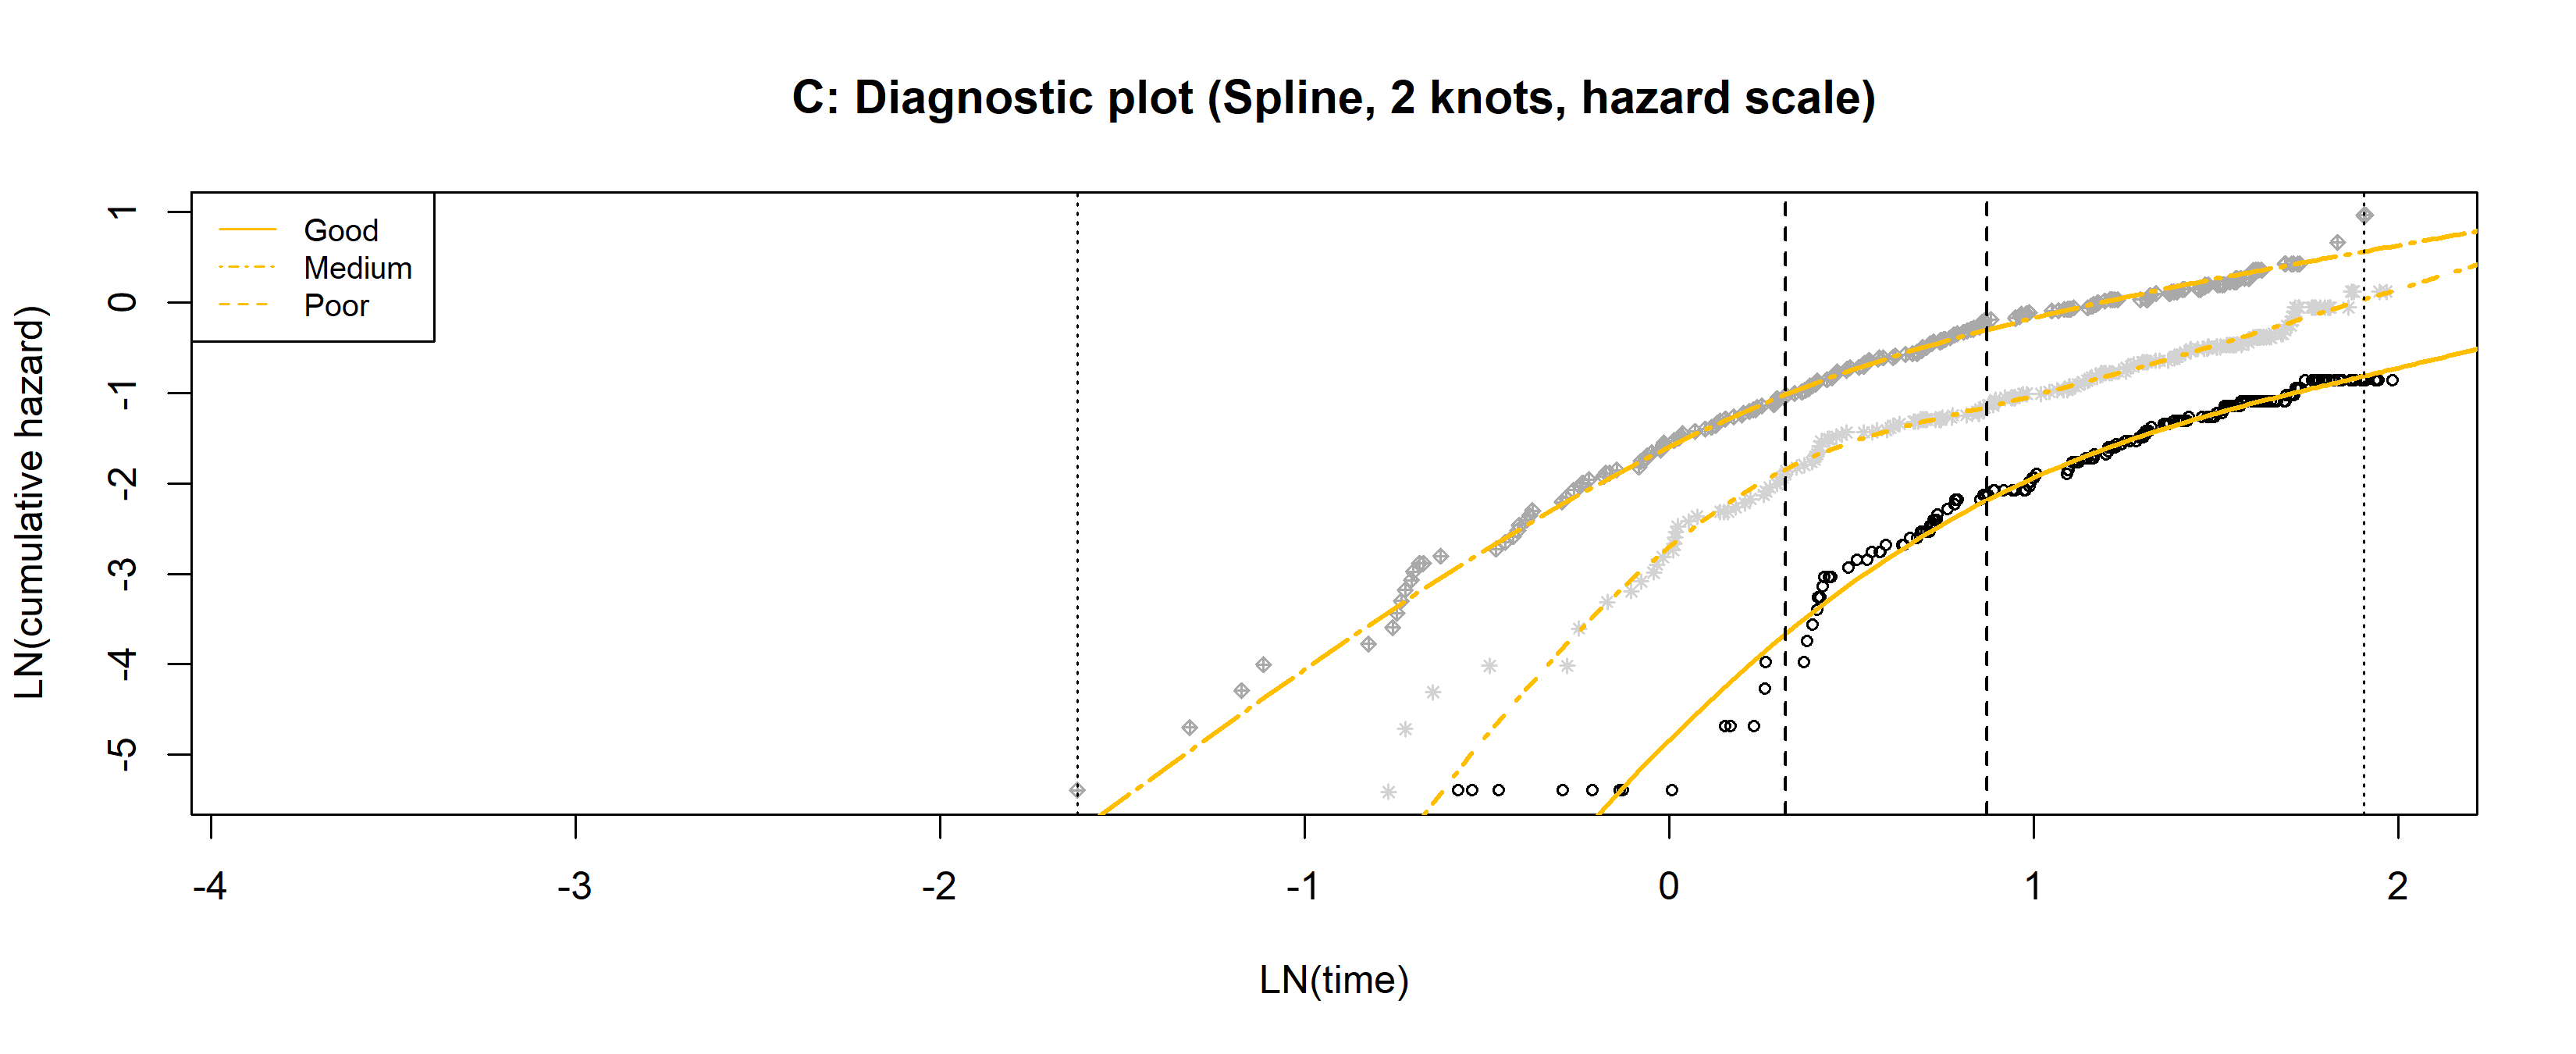 C: Diagnostic plot (Spline, 2 knots, hazard scale)
Good
Medium
Poor
LN(cumulative hazard)
1
0
-1
-2
-3
-4
-5
-4 -3 -2 -1 0 1 2
LN(time)